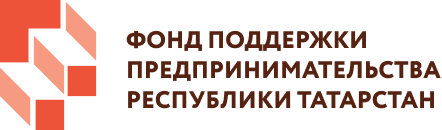 ФОНД ПОДДЕРЖКИ
ПРЕДПРИНИМАТЕЛЬСТВА
РЕСПУБЛИКИ ТАТАРСТАН